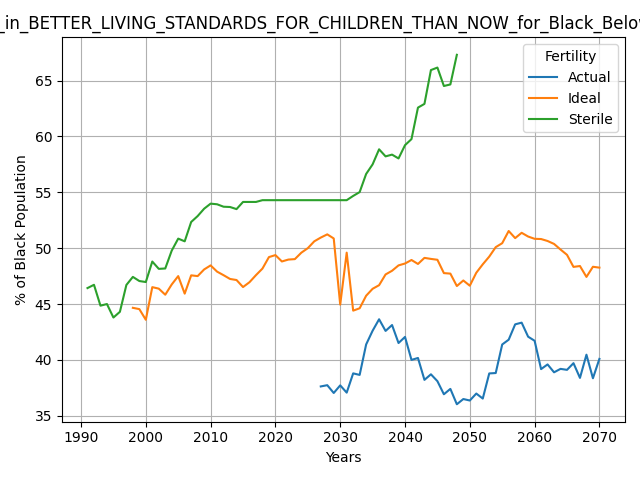 _in_BETTER_LIVING_STANDARDS_FOR_CHILDREN_THAN_NOW_for_Black_Below
Fertility
Actual
Ideal
Sterile
% of Black Population
65
60
55
50
45
40
35
1990 2000 2010 2020 2030 2040 2050 2060 2070
Years